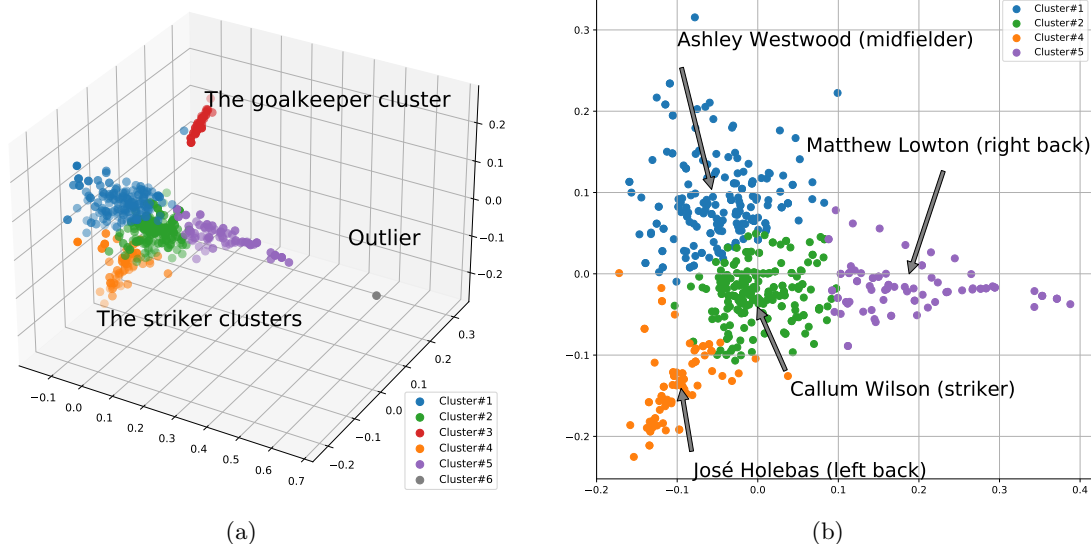 The goalkeeper cluster
Outlier
The striker clusters
0.2
0.1
0.0
−0.1
−0.2
0.3
0.2
0.1
0.0
−0.1
−0.2
−0.1
0.0
0.1
0.2
0.3
0.4
0.5
0.6
0.7
Cluster#1
Cluster#2
Cluster#3
Cluster#4
Cluster#5
Cluster#6
(a)
Cluster#1
Cluster#2
Cluster#4
Cluster#5
Ashley Westwood (midfielder)
Matthew Lowton (right back)
Callum Wilson (striker)
José Holebas (left back)
0.3
0.2
0.1
0.0
−0.1
−0.2
−0.2 −0.1 0.0 0.1 0.2 0.3 0.4
(b)